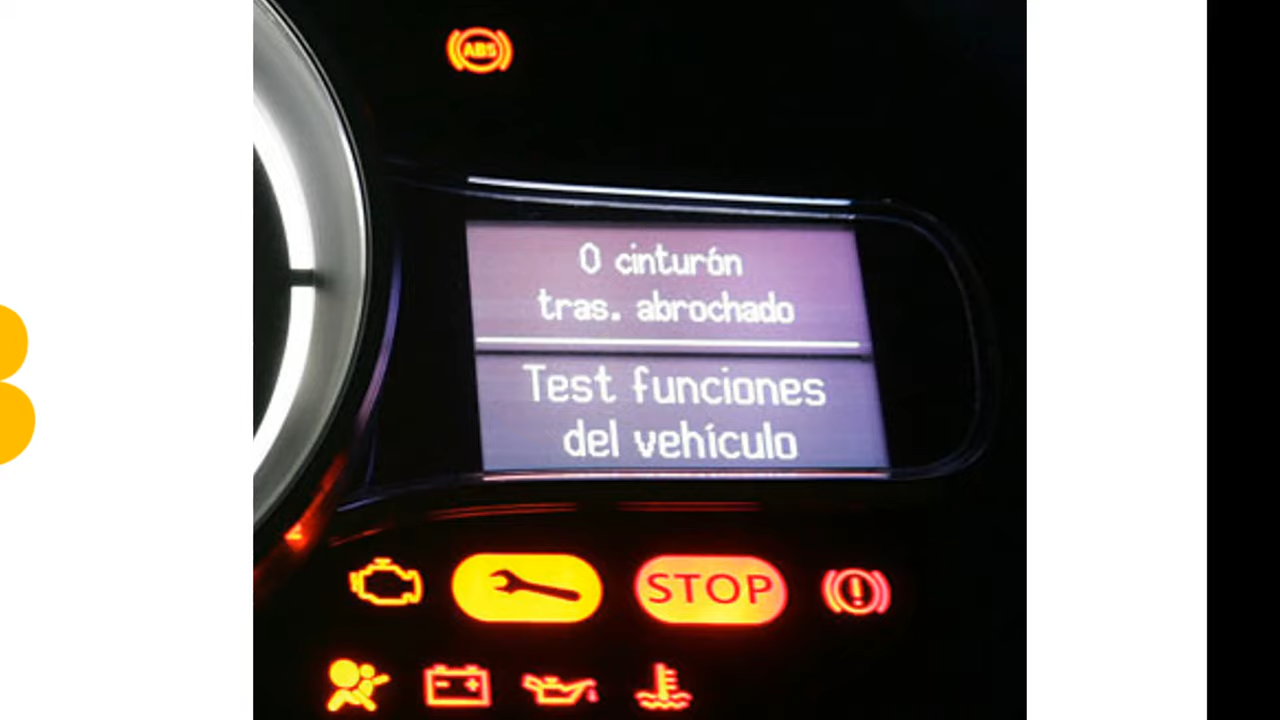 ABS
0 cinturón
tras. abrochado
Test funciones
del vehículo
STOP